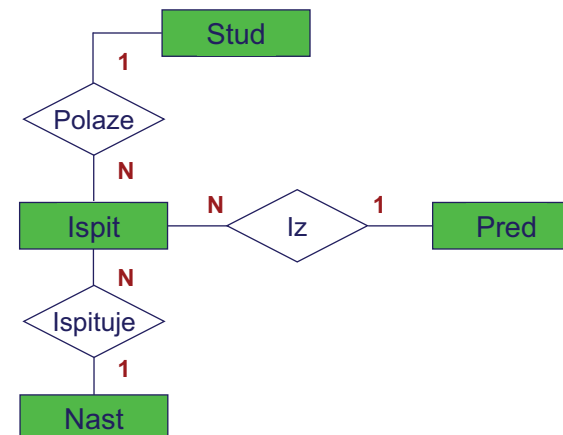 Stud
1
Polaze
N
Ispit
N
Iz
1
Pred
N
Ispituje
1
Nast